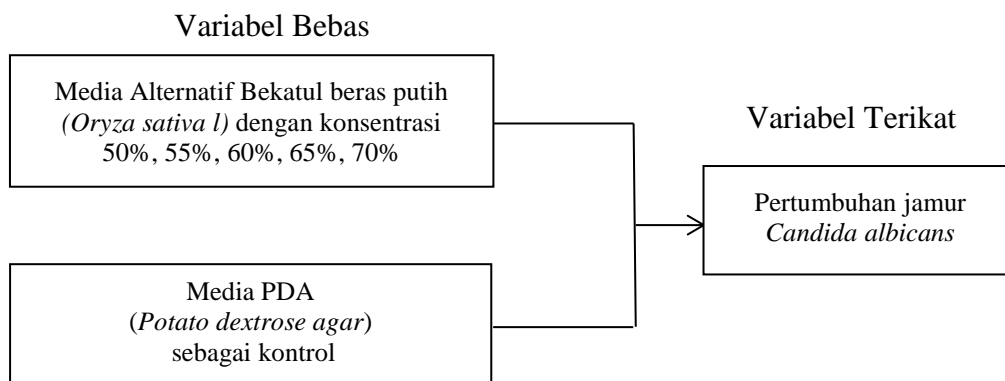 Variabel Bebas
Media Alternatif Bekatul beras putih
(Oryza sativa l) dengan konsentrasi
50%, 55%, 60%, 65%, 70%
Variabel Terikat
Pertumbuhan jamur
Candida albicans
Media PDA
(Potato dextrose agar)
sebagai kontrol